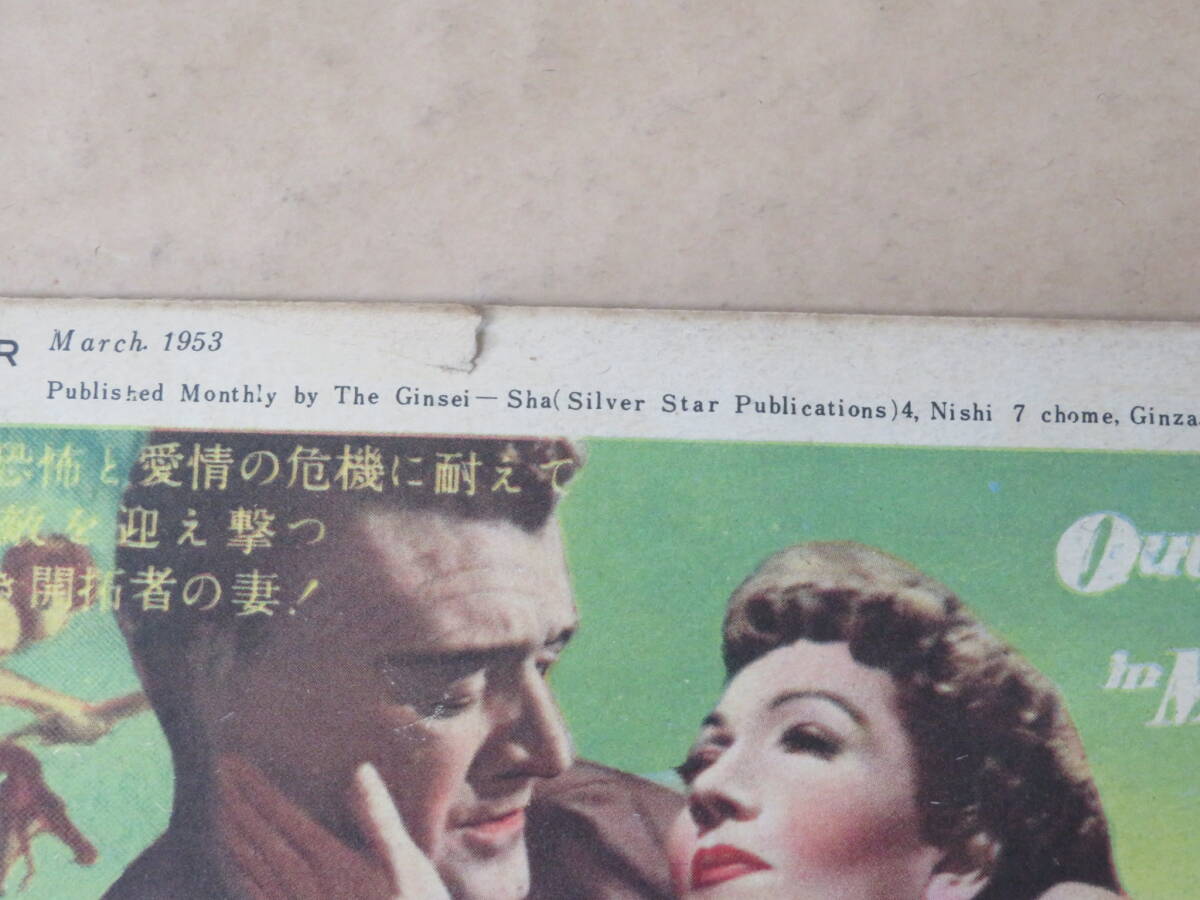 R March. 1953
Published Monthly by The Ginsei—Sha(Silver Star Publications)4, Nishi 7 chome, Ginza
恐怖と愛情の危機に耐えて
敵を迎え撃つ
開拓者の妻！
in M